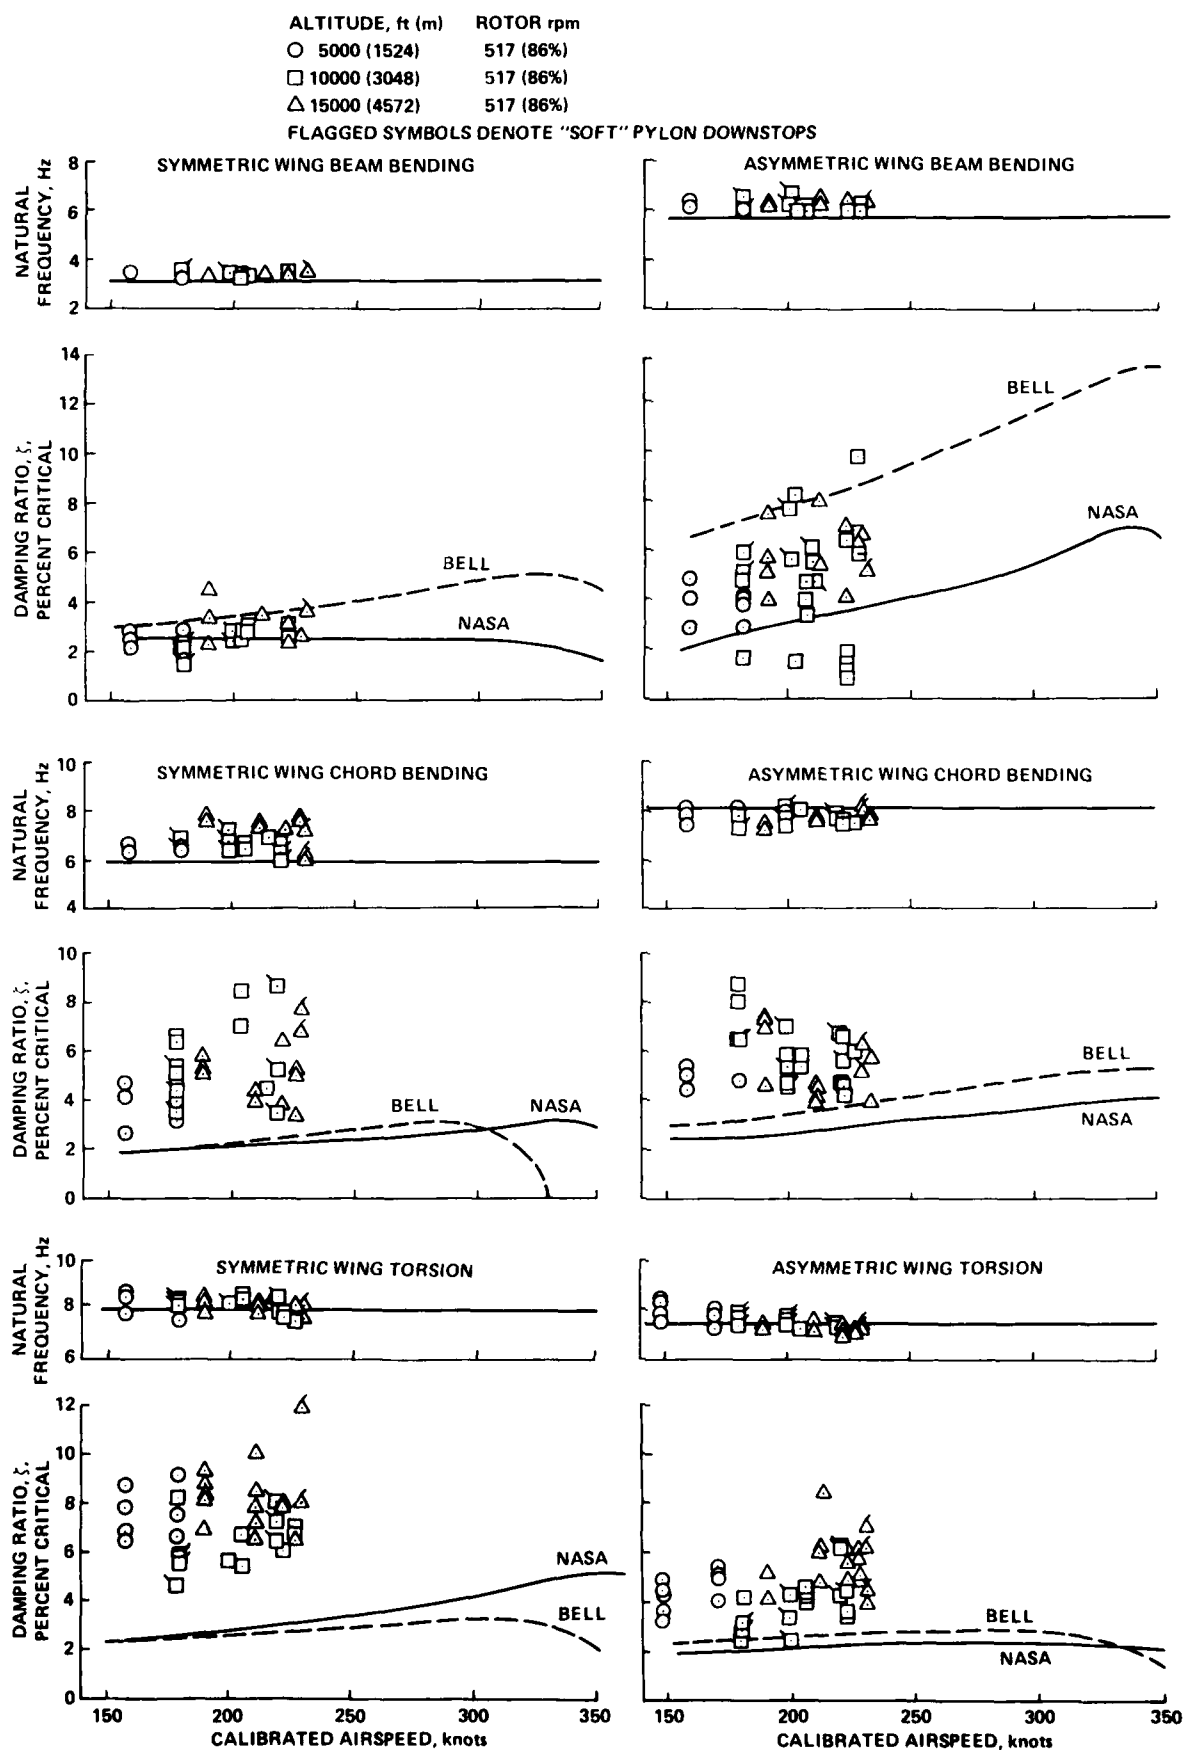 ALTITUDE, ft (m) ROTOR rpm
5000 (1524) 517 (86%)
10000 (3048) 517 (86%)
15000 (4572) 517 (86%)
FLAGGED SYMBOLS DENOTE "SOFT" PYLON DOWNSTOPS
SYMMETRIC WING BEAM BENDING
NATURAL
FREQUENCY, Hz
8
6
4
2
ASYMMETRIC WING BEAM BENDING
DAMPING RATIO, ζ,
PERCENT CRITICAL
14
12
10
8
6
4
2
0
BELL
NASA
BELL
NASA
SYMMETRIC WING CHORD BENDING
NATURAL
FREQUENCY, Hz
10
8
6
4
ASYMMETRIC WING CHORD BENDING
DAMPING RATIO, ζ,
PERCENT CRITICAL
10
8
6
4
2
0
BELL
NASA
BELL
NASA
SYMMETRIC WING TORSION
NATURAL
FREQUENCY, Hz
10
8
6
ASYMMETRIC WING TORSION
DAMPING RATIO, ζ,
PERCENT CRITICAL
12
10
8
6
4
2
0
NASA
BELL
BELL
NASA
150 200 250 300 350
CALIBRATED AIRSPEED, knots
150 200 250 300 350
CALIBRATED AIRSPEED, knots